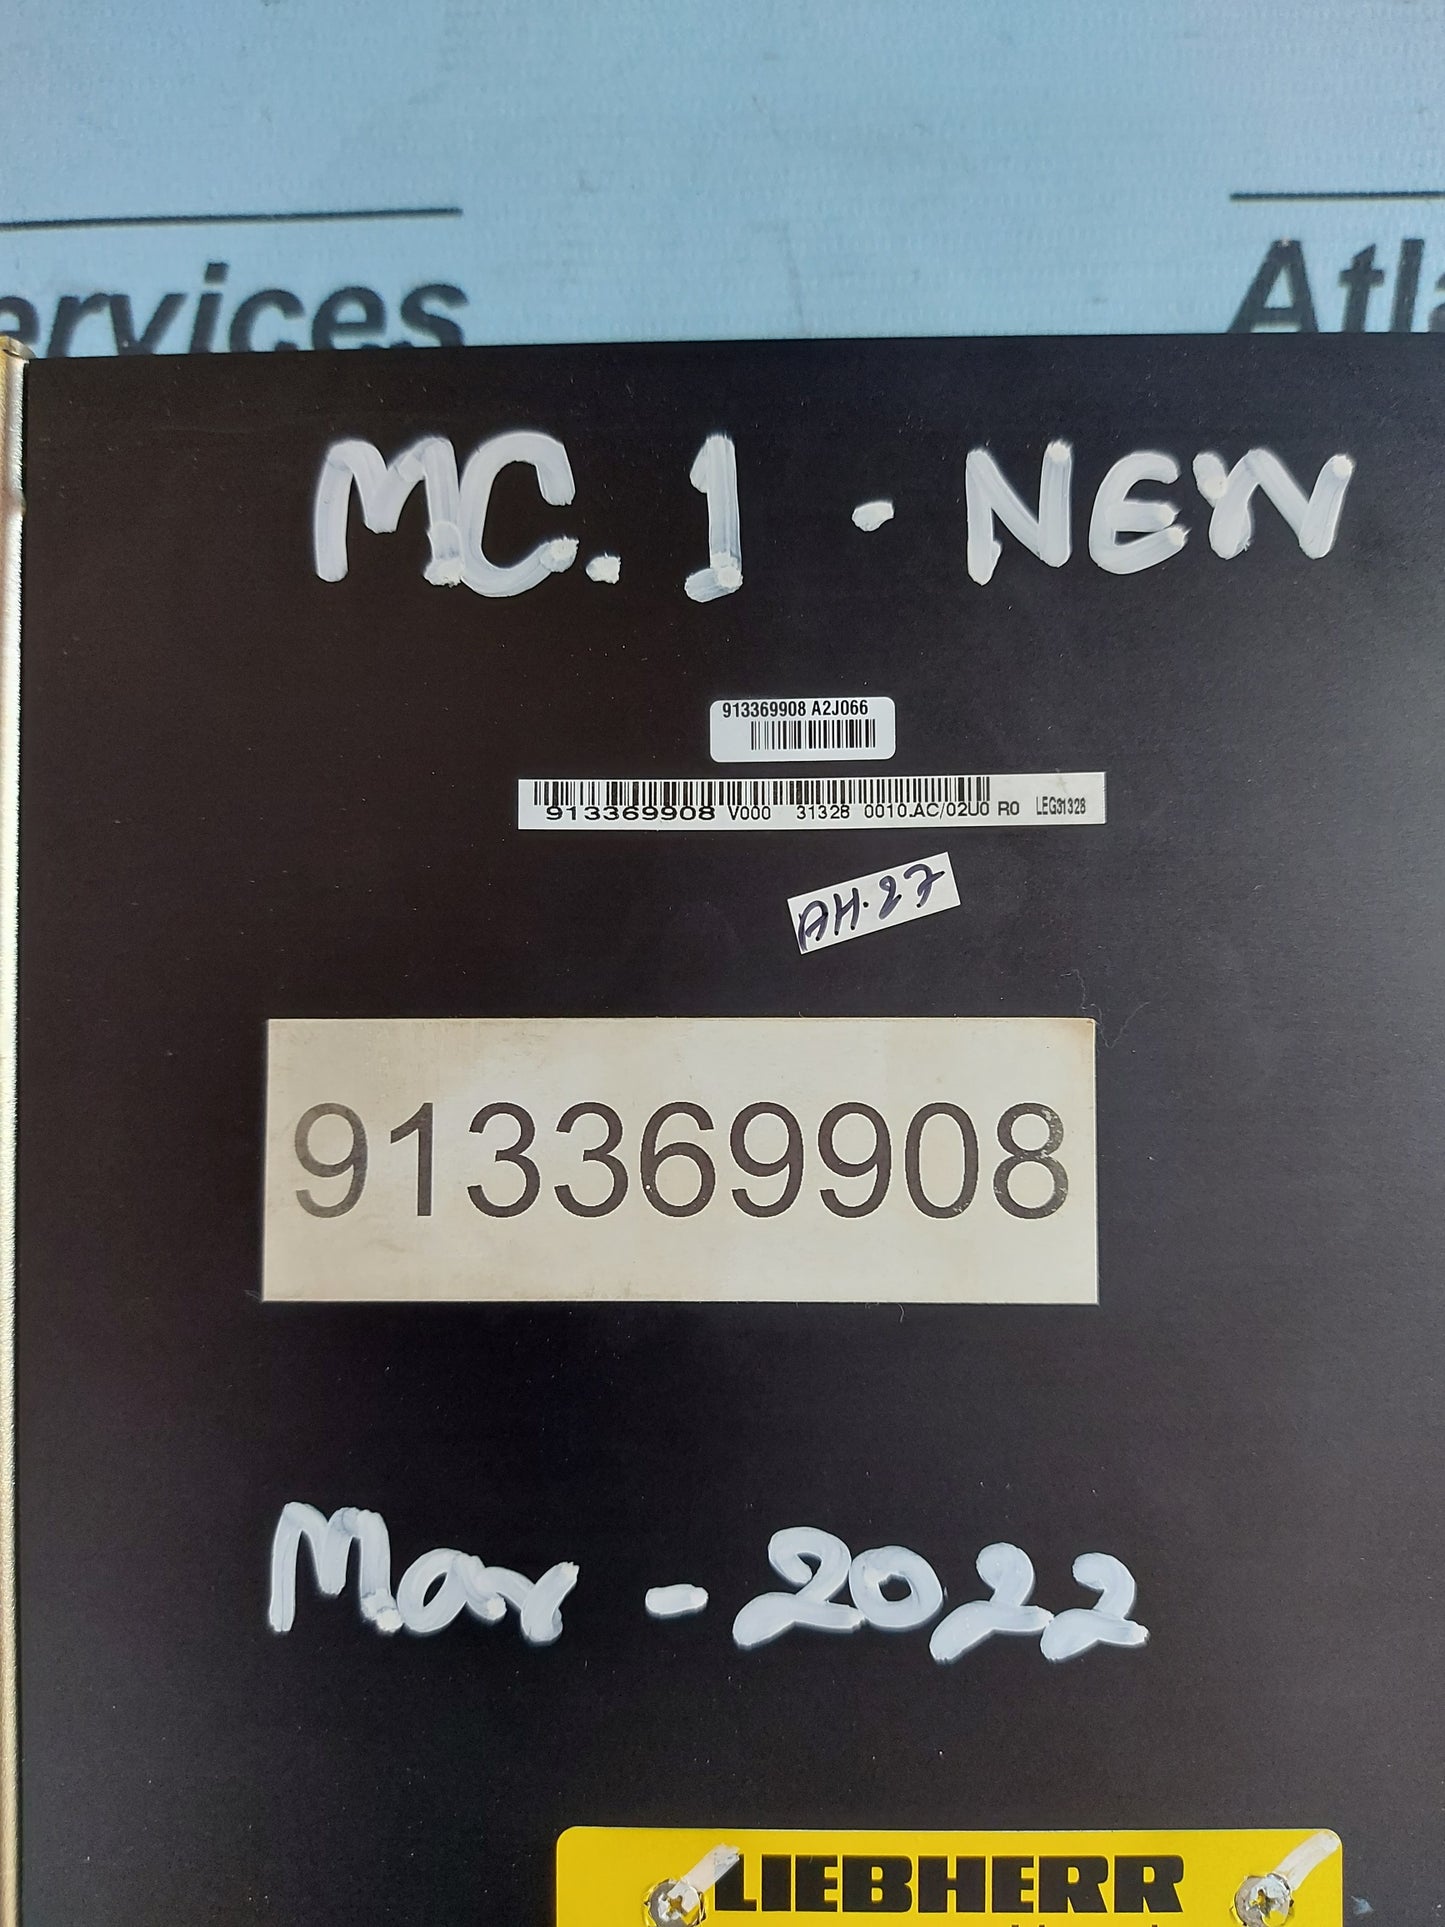 ervices
Atla
M.C. 1 - NEW
913369908 A2J066
913369908 V000 31328 0010.AC/02U0 R0 LEG31328
AH.27
913369908
Mar - 2022
LIEBHERR